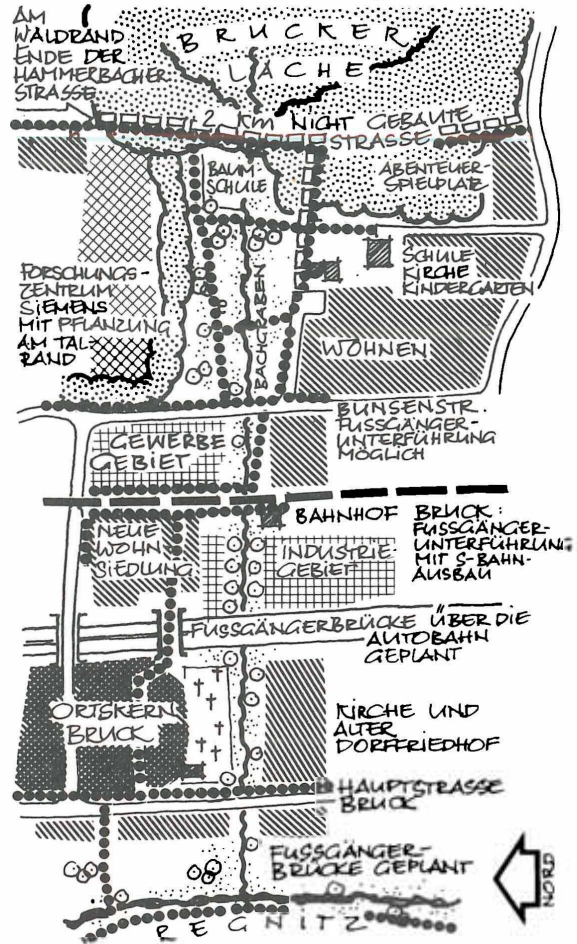 AM
WALDRAND
ENDE DER
HAMMERBACHER
STRASSE
BRUCKER
LACHE
2 km NICHT GEBAUTE
STRASSE
BAUM-
SCHULE
ABENTEUER-
SPIELPLATZ
SCHULE
KIRCHE
KINDERGARTEN
FORSCHUNGS-
ZENTRUM
SIEMENS
MIT PFLANZUNG
AM TAL-
RAND
BACHGRABEN
WOHNEN
BUNSENSTR.
FUSSGÄNGER-
UNTERFÜHRUNG
MÖGLICH
GEWERBE
GEBIET
BAHNHOF BRUCK:
FUSSGÄNGER-
UNTERFÜHRUNG
MIT S-BAHN-
AUSBAU
NEUE
WOHN
SIEDLUNG
INDUSTRIE-
GEBIET
FUSSGÄNGERBRÜCKE ÜBER DIE
AUTOBAHN
GEPLANT
ORTSKERN
BRUCK
KIRCHE UND
ALTER
DORFFRIEDHOF
HAUPTSTRASSE
BRUCK
FUSSGÄNGER-
BRÜCKE GEPLANT
NORD
REGNITZ